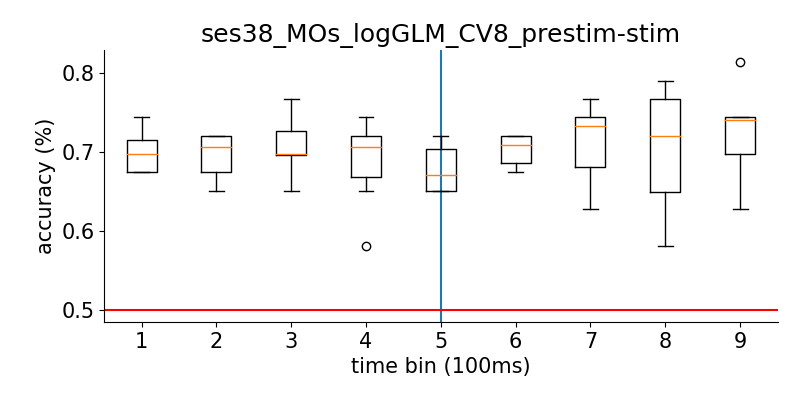 ses38_MOs_logGLM_CV8_prestim-stim
accuracy (%)
0.8
0.7
0.6
0.5
1 2 3 4 5 6 7 8 9
time bin (100ms)